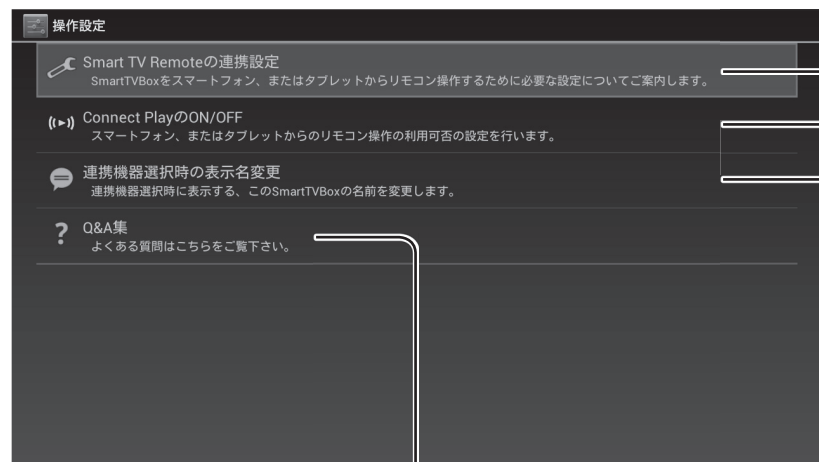 操作設定
Smart TV Remoteの連携設定
SmartTVBoxをスマートフォン、またはタブレットからリモコン操作するために必要な設定についてご案内します。
Connect PlayのON/OFF
スマートフォン、またはタブレットからのリモコン操作の利用可否の設定を行います。
連携機器選択時の表示名変更
連携機器選択時に表示する、このSmartTVBoxの名前を変更します。
Q&A集
よくある質問はこちらをご覧下さい。